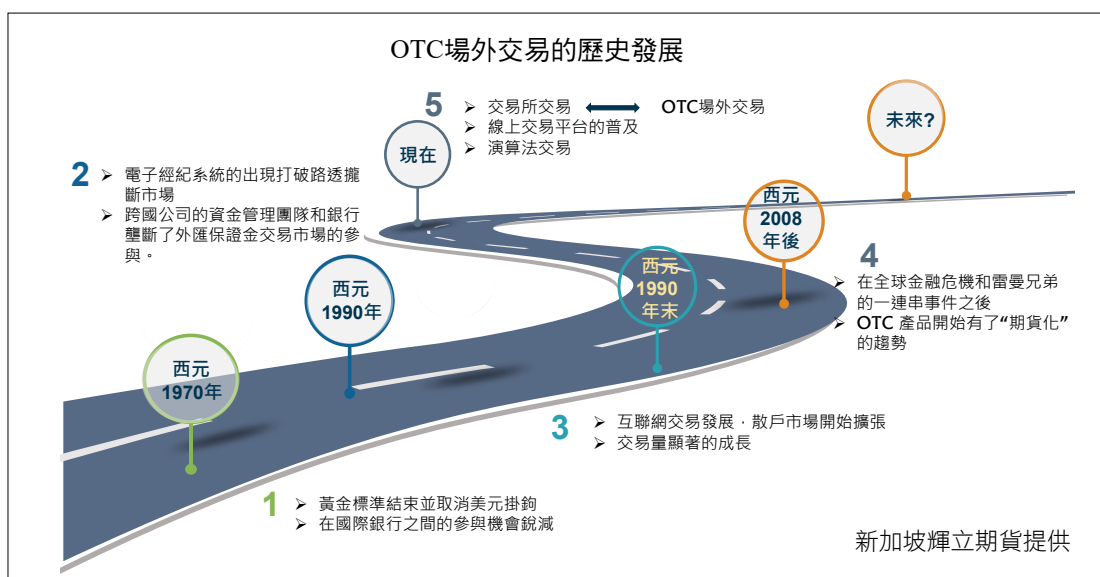 OTC場外交易的歷史發展
5
➢ 交易所交易 ⟷ OTC場外交易
➢ 線上交易平台的普及
➢ 演算法交易
現在
未來?
2
➢ 電子經紀系統的出現打破路透攏
斷市場
➢ 跨國公司的資金管理團隊和銀行
壟斷了外匯保證金交易市場的參
與。
西元
2008
年後
4
➢ 在全球金融危機和雷曼兄弟
的一連串事件之後
➢ OTC 產品開始有了“期貨化”
的趨勢
西元
1990
年末
西元
1990年
西元
1970年
3
➢ 互聯網交易發展，散戶市場開始擴張
➢ 交易量顯著的成長
1
➢ 黃金標準結束並取消美元掛鉤
➢ 在國際銀行之間的參與機會銳減
新加坡輝立期貨提供